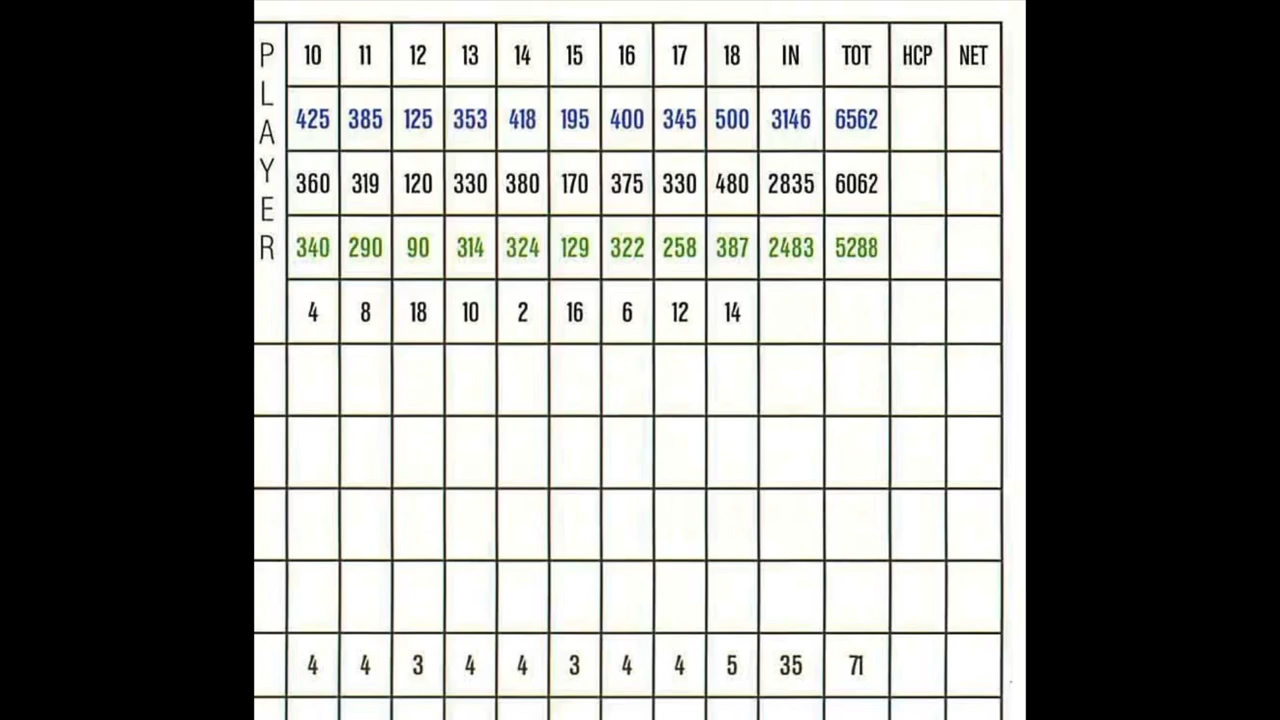 PLAYER 10 11 12 13 14 15 16 17 18 IN TOT HCP NET
425 385 125 353 418 195 400 345 500 3146 6562
360 319 120 330 380 170 375 330 480 2835 6062
340 290 90 314 324 129 322 258 387 2483 5288
4 8 18 10 2 16 6 12 14
4 4 3 4 4 3 4 4 5 35 71